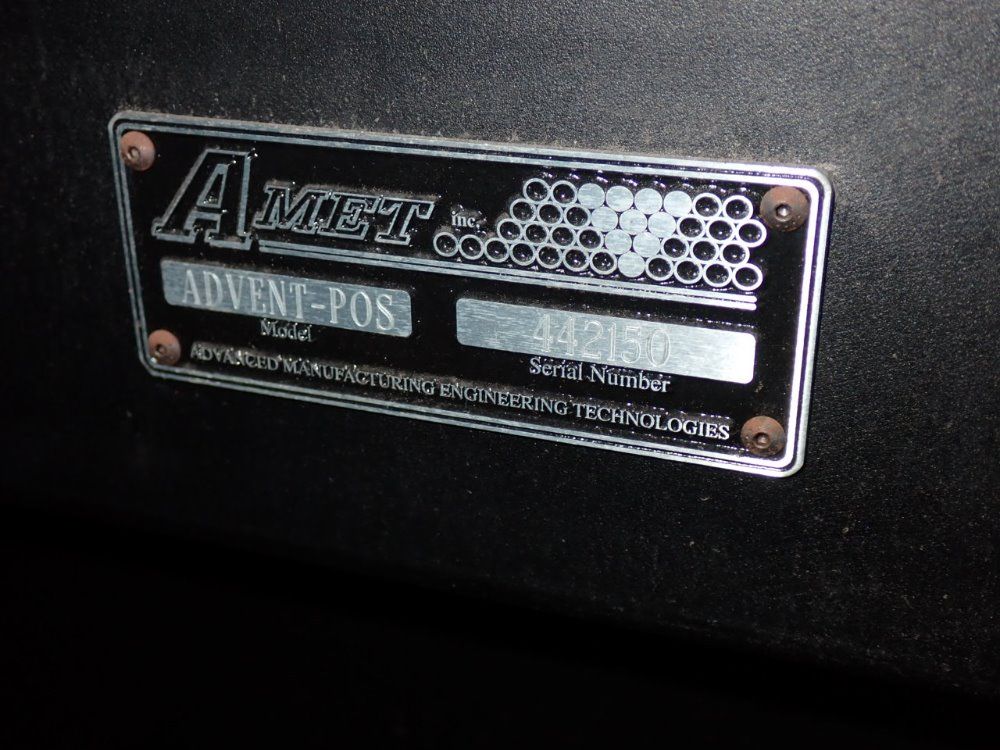 AMET inc.
ADVENT-POS
Model
442150
Serial Number
ADVANCED MANUFACTURING ENGINEERING TECHNOLOGIES